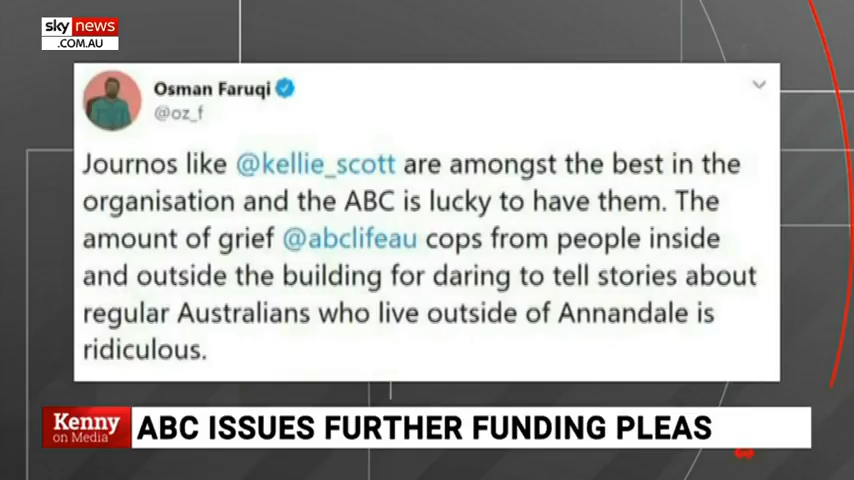 sky news
.COM.AU
Osman Faruqi
@oz_f
Journos like @kellie_scott are amongst the best in the
organisation and the ABC is lucky to have them. The
amount of grief @abclifeau cops from people inside
and outside the building for daring to tell stories about
regular Australians who live outside of Annandale is
ridiculous.
Kenny
on Media
ABC ISSUES FURTHER FUNDING PLEAS